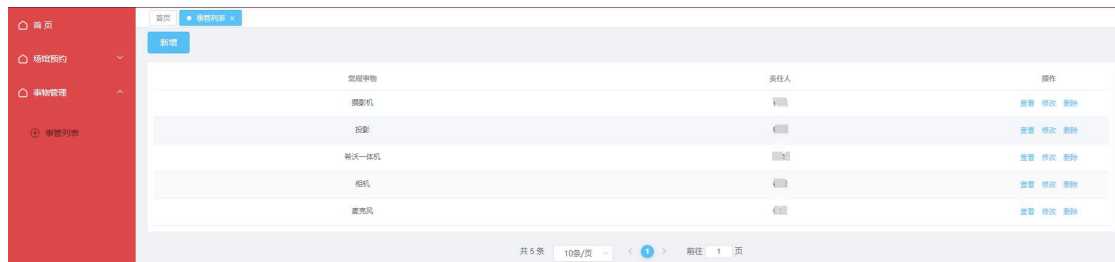 首页
场馆预约
事物管理
事管列表
首页 事管列表 ×
新增
常规事物 责任人 操作
摄影机 查看 修改 删除
投影 查看 修改 删除
希沃一体机 查看 修改 删除
相机 查看 修改 删除
麦克风 查看 修改 删除
共 5 条 10条/页 < 1 > 前往 1 页